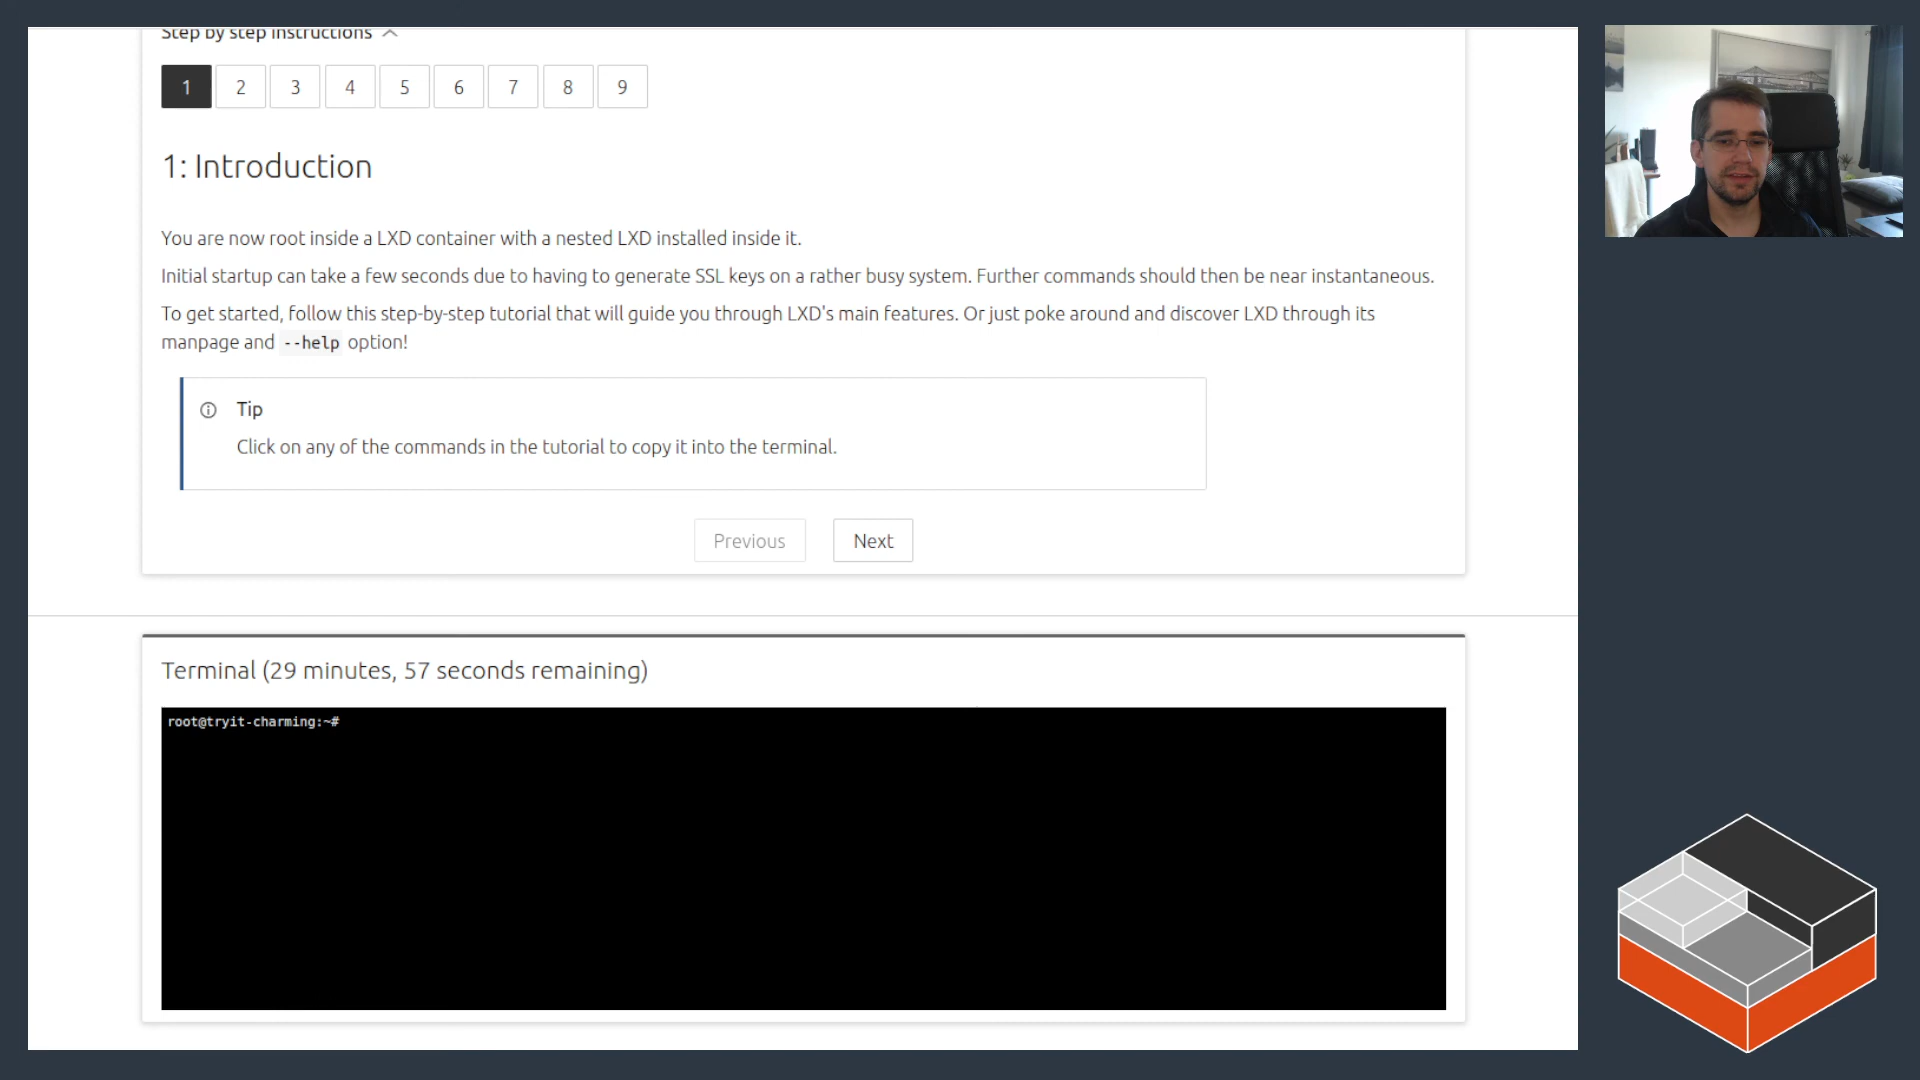 Step by step instructions
1 2 3 4 5 6 7 8 9
1: Introduction
You are now root inside a LXD container with a nested LXD installed inside it.
Initial startup can take a few seconds due to having to generate SSL keys on a rather busy system. Further commands should then be near instantaneous.
To get started, follow this step-by-step tutorial that will guide you through LXD's main features. Or just poke around and discover LXD through its
manpage and --help option!
Tip
Click on any of the commands in the tutorial to copy it into the terminal.
Previous Next
Terminal (29 minutes, 57 seconds remaining)
root@tryit-charming:~#